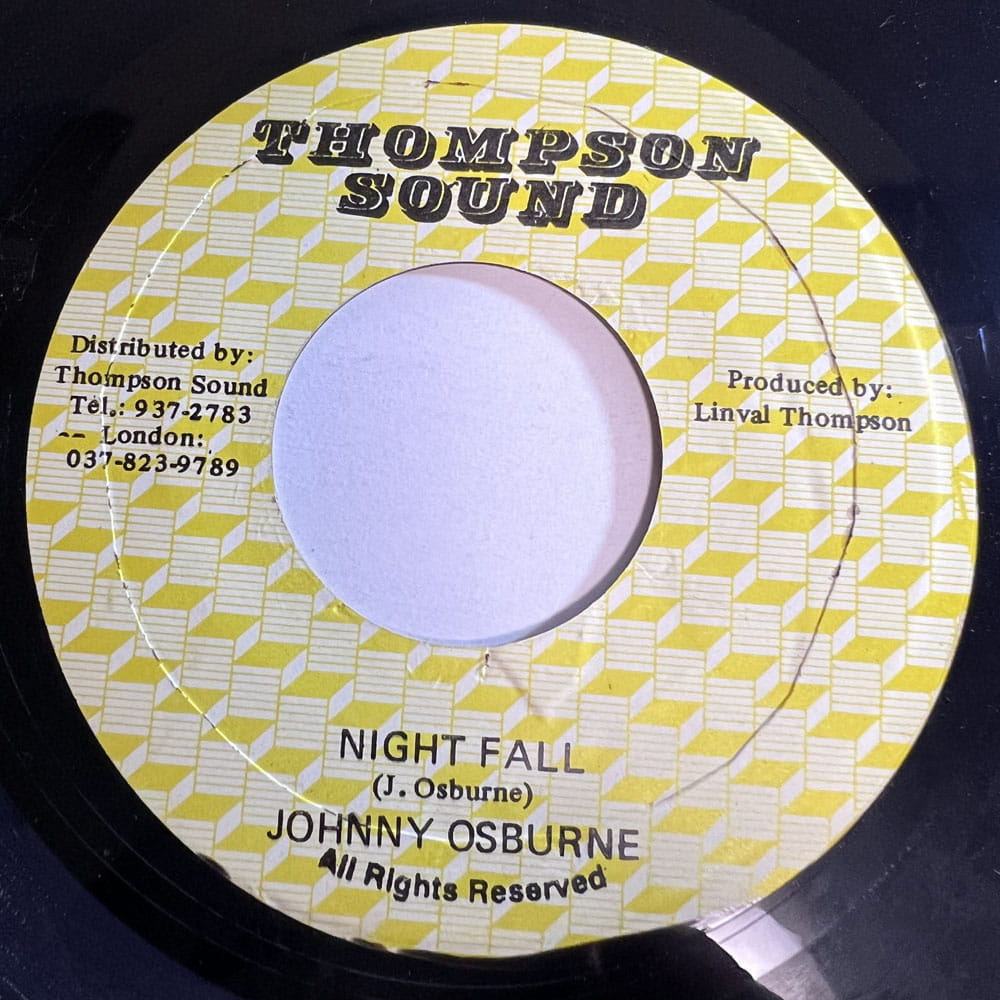 THOMPSON
SOUND
Distributed by:
Thompson Sound
Tel.: 937-2783
-- London:
037-823-9789
Produced by:
Linval Thompson
NIGHT FALL
(J. Osburne)
JOHNNY OSBURNE
All Rights Reserved